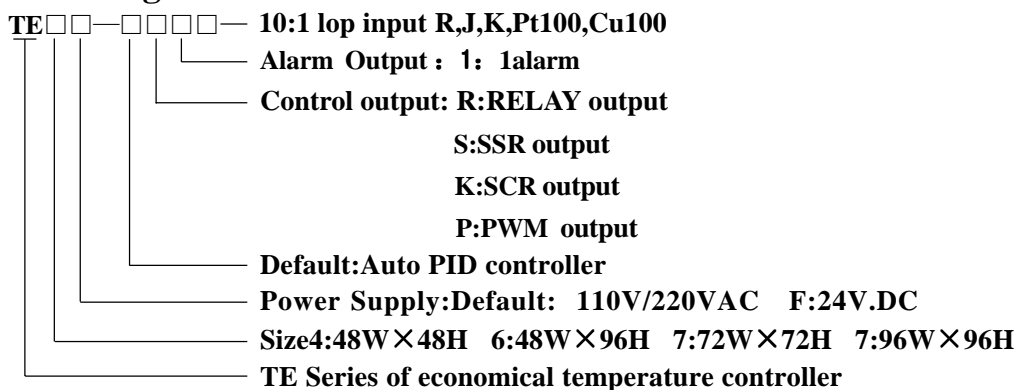 TE□□—□□□□— 10:1 lop input R,J,K,Pt100,Cu100
Alarm Output：1：1alarm
Control output: R:RELAY output
S:SSR output
K:SCR output
P:PWM output
Default:Auto PID controller
Power Supply:Default: 110V/220VAC F:24V.DC
Size4:48W×48H 6:48W×96H 7:72W×72H 7:96W×96H
TE Series of economical temperature controller